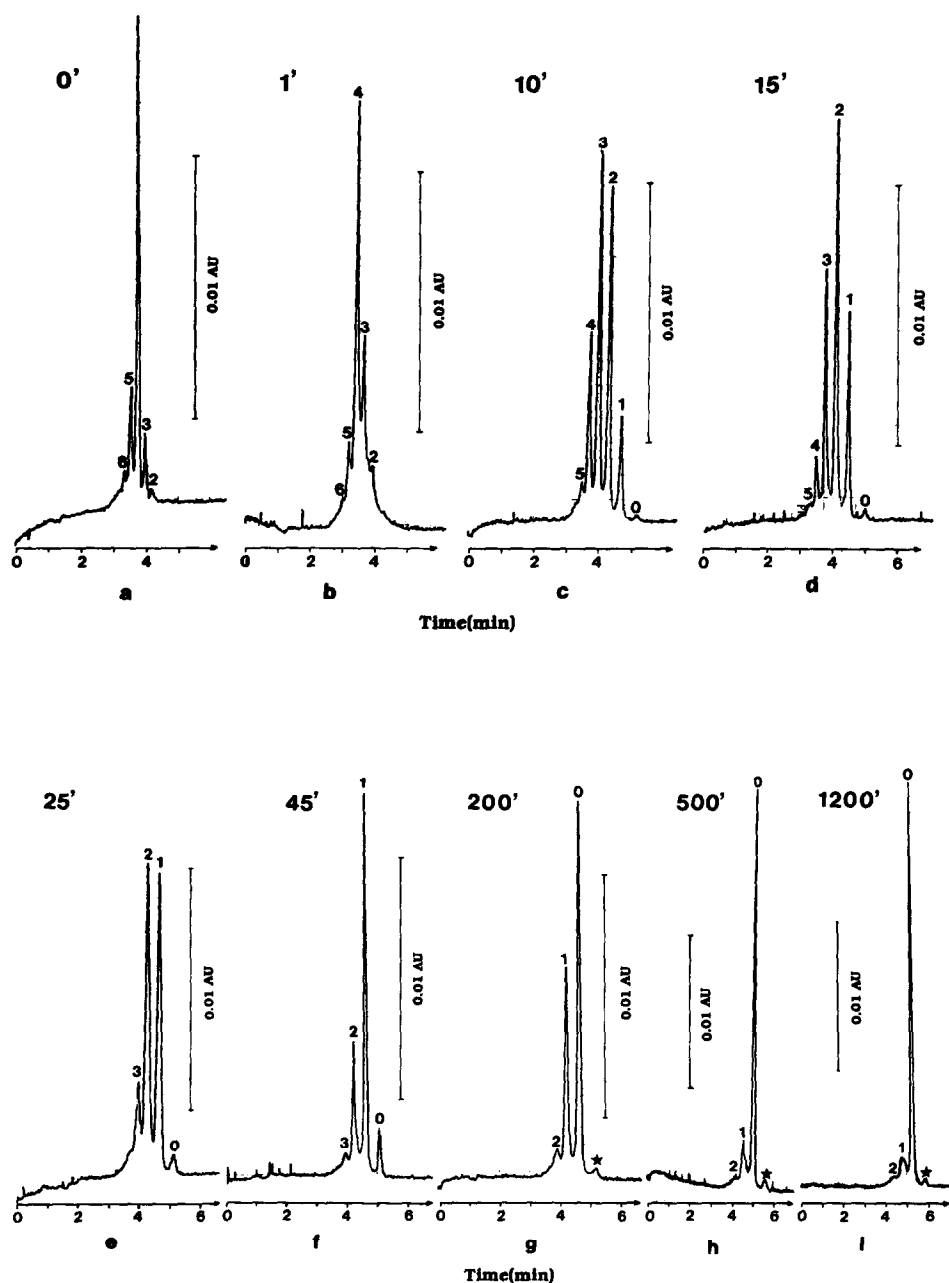 0' 1' 10' 15'
5 6 3 2
4 3 5 6 2
3 2 4 1 5 0
2 3 1 4 5 0
0.01 AU 0.01 AU 0.01 AU 0.01 AU
0 2 4 0 2 4 0 2 4 0 2 4 6
a b c d
Time(min)
25' 45' 200' 500' 1200'
2 1 3 0
1 2 3 0
0 1 2 ★
0 1 2 ★
0 1 2 ★
0.01 AU 0.01 AU 0.01 AU 0.01 AU 0.01 AU
0 2 4 6 0 2 4 6 0 2 4 6 0 2 4 6 0 2 4 6
e f g h i
Time(min)